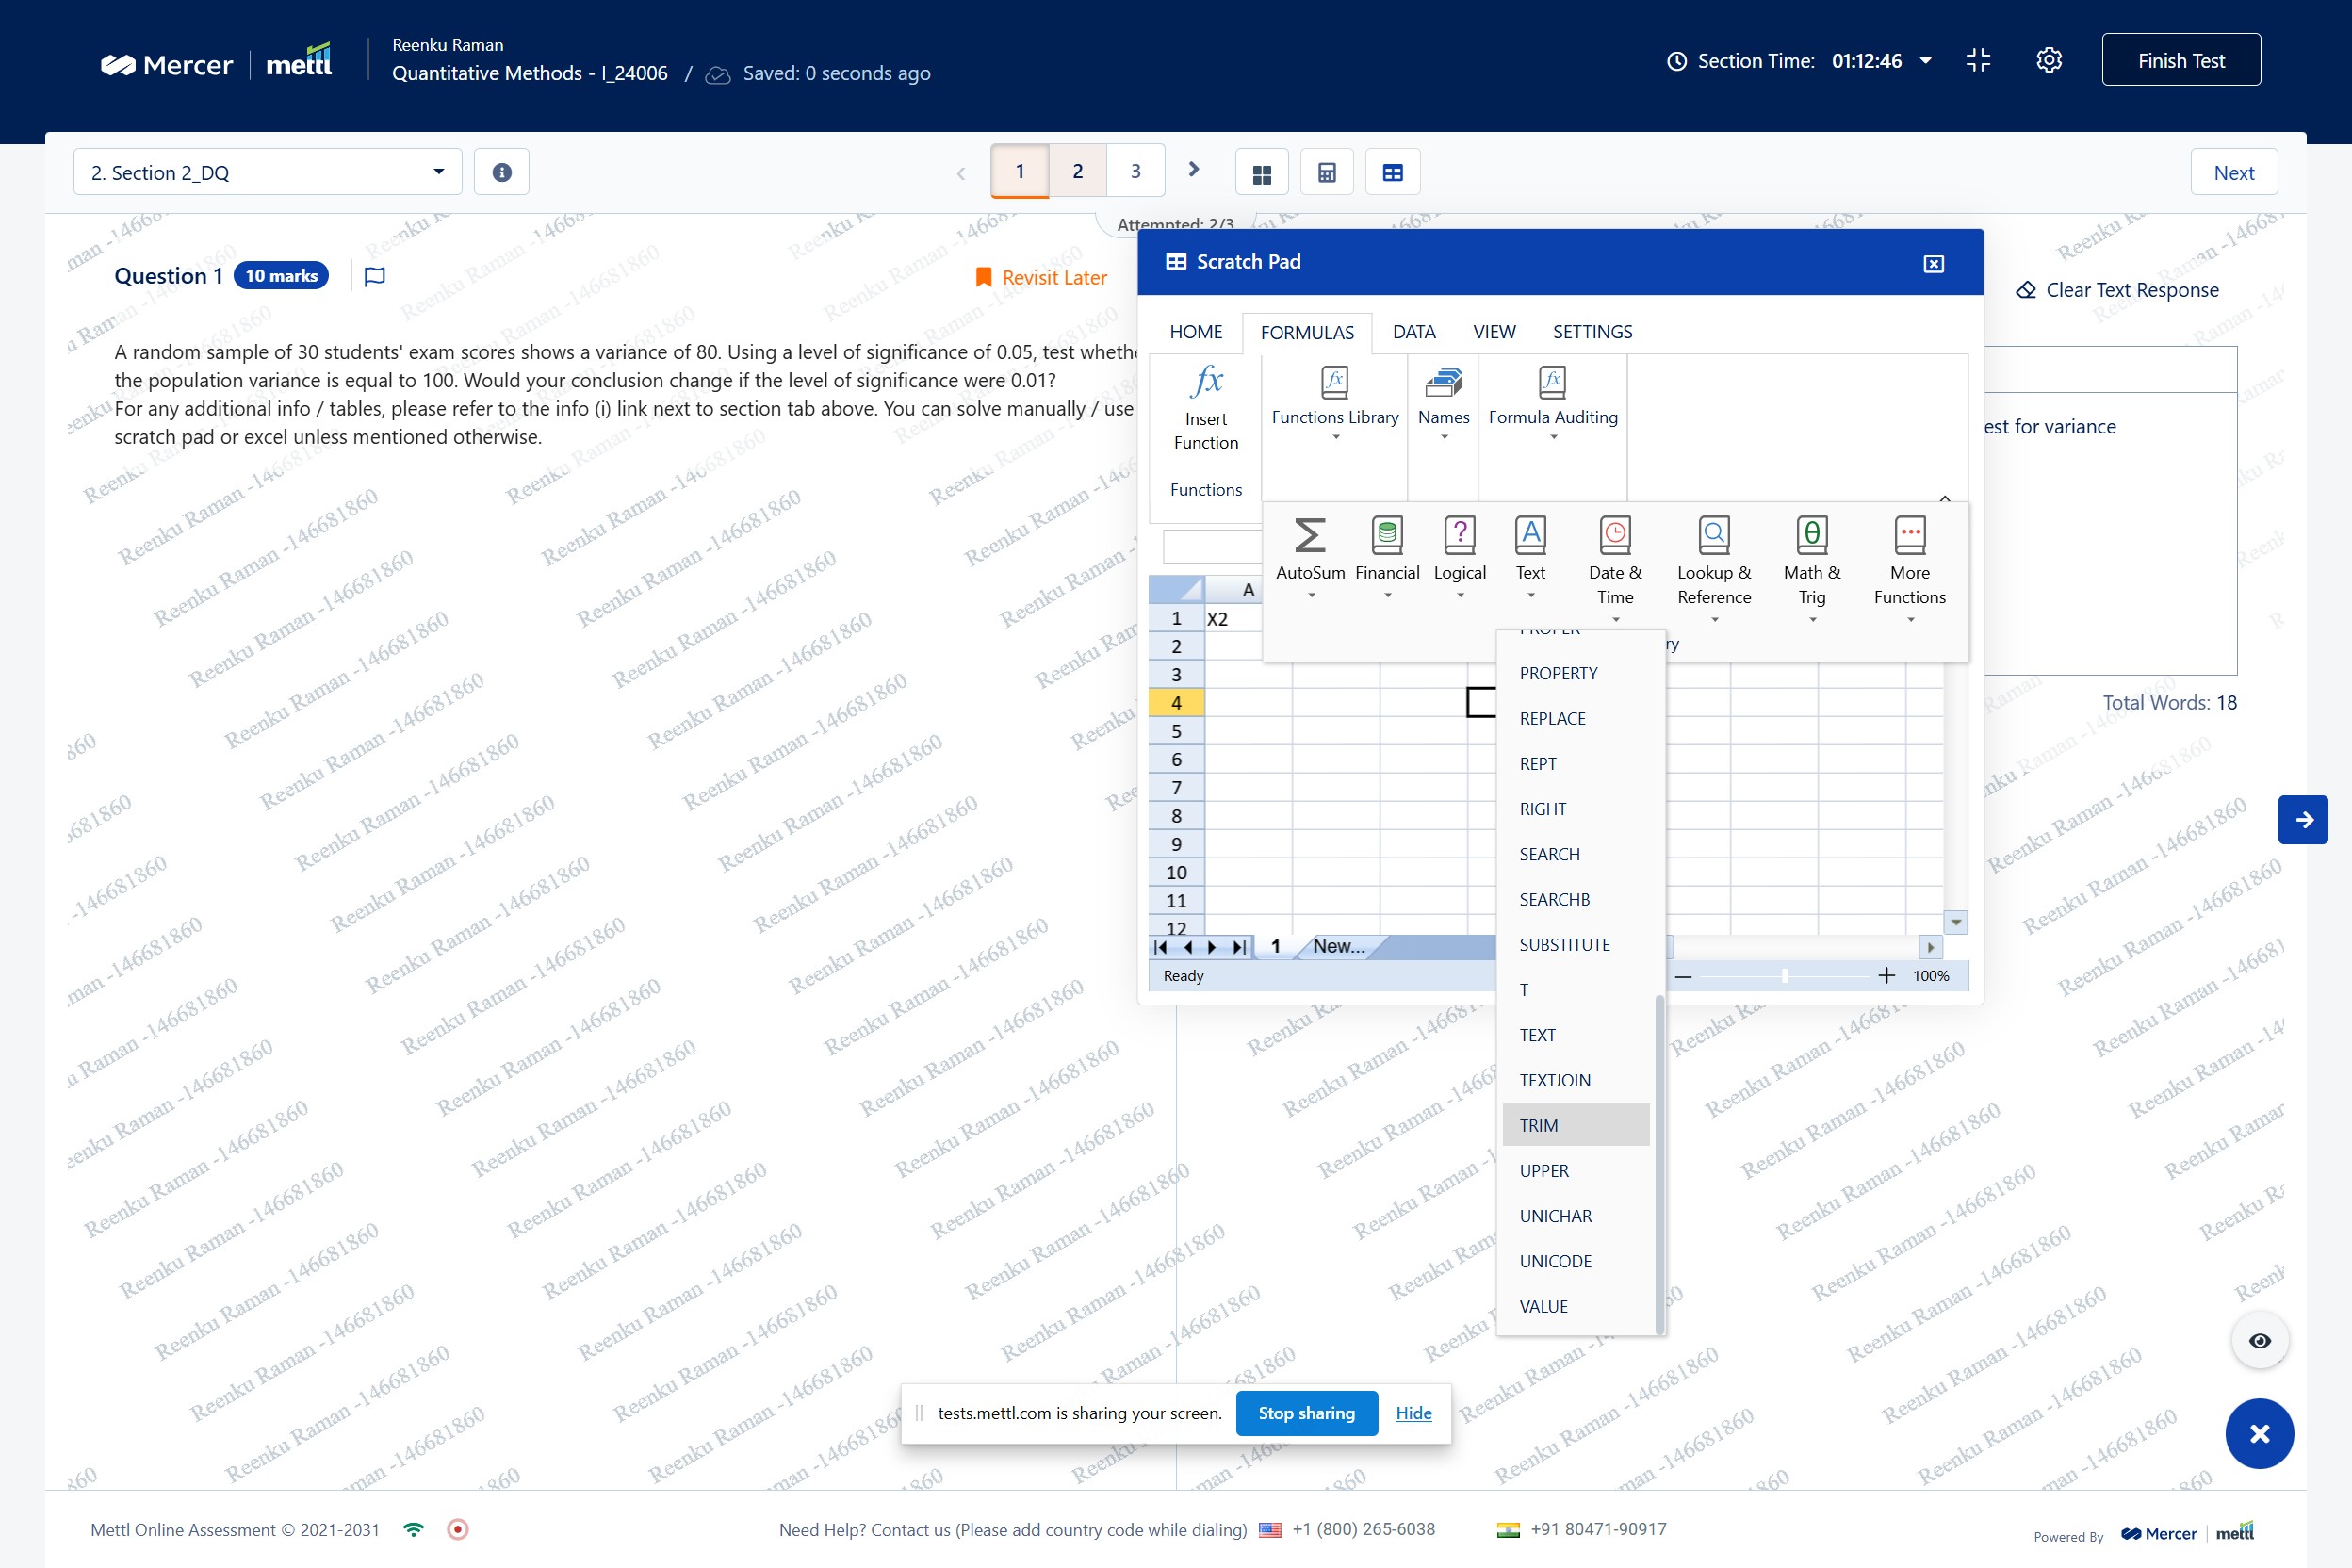 Mercer | mettl
Reenku Raman
Quantitative Methods - I_24006 / Saved: 0 seconds ago
Section Time: 01:12:46
Finish Test
2. Section 2_DQ
1 2 3
Next
Attempted: 2/3
Question 1 10 marks
Revisit Later
A random sample of 30 students' exam scores shows a variance of 80. Using a level of significance of 0.05, test
the population variance is equal to 100. Would your conclusion change if the level of significance were 0.01?
For any additional info / tables, please refer to the info (i) link next to section tab above. You can solve manually / use
scratch pad or excel unless mentioned otherwise.
Scratch Pad
HOME FORMULAS DATA VIEW SETTINGS
Insert Function
Functions
Functions Library
Names
Formula Auditing
AutoSum
Financial
Logical
Text
Date & Time
Lookup & Reference
Math & Trig
More Functions
A
1 X2
2
3
4
5
6
7
8
9
10
11
12
PROPERTY
REPLACE
REPT
RIGHT
SEARCH
SEARCHB
SUBSTITUTE
T
TEXT
TEXTJOIN
TRIM
UPPER
UNICHAR
UNICODE
VALUE
1 New...
Ready
100%
Clear Text Response
for variance
Total Words: 18
Reenku Raman -146681860
tests.mettl.com is sharing your screen. Stop sharing Hide
Mettl Online Assessment © 2021-2031
Need Help? Contact us (Please add country code while dialing) +1 (800) 265-6038 +91 80471-90917
Powered By Mercer | mettl